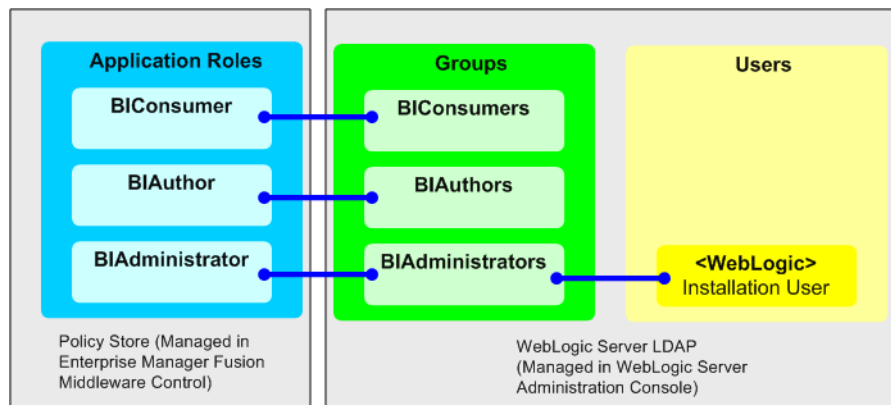 Application Roles
BIConsumer
BIAuthor
BIAdministrator
Policy Store (Managed in
Enterprise Manager Fusion
Middleware Control)
Groups
BIConsumers
BIAuthors
BIAdministrators
Users
<WebLogic>
Installation User
WebLogic Server LDAP
(Managed in WebLogic Server
Administration Console)